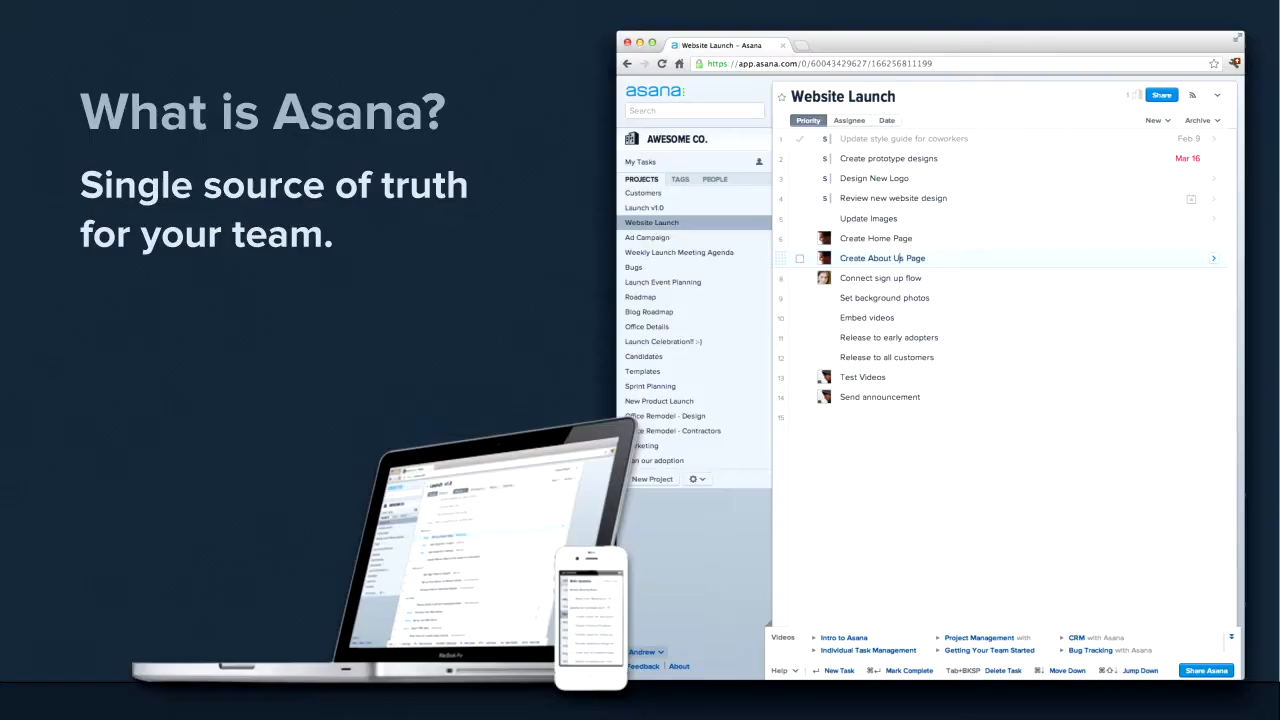 What is Asana?
Single source of truth
for your team.
Website Launch – Asana
https://app.asana.com/0/60043429627/166256811199
asana:
Search
AWESOME CO.
My Tasks
PROJECTS TAGS PEOPLE
Customers
Launch v1.0
Website Launch
Ad Campaign
Weekly Launch Meeting Agenda
Bugs
Launch Event Planning
Roadmap
Blog Roadmap
Office Details
Launch Celebration!! :-)
Candidates
Templates
Sprint Planning
New Product Launch
Office Remodel - Design
ce Remodel - Contractors
keting
an our adoption
New Project
Andrew
Feedback About
Website Launch
1
Share
Priority Assignee Date
New Archive
1 S Update style guide for coworkers Feb 9
2 S Create prototype designs Mar 16
3 S Design New Logo
4 S Review new website design
5 Update Images
6 Create Home Page
Create About Us Page
8 Connect sign up flow
9 Set background photos
10 Embed videos
11 Release to early adopters
12 Release to all customers
13 Test Videos
14 Send announcement
15
Videos
Intro to Asana Project Management with CRM with Asana
Individual Task Management Getting Your Team Started Bug Tracking with Asana
Help ↵ New Task ⌘↵ Mark Complete Tab+BKSP Delete Task ⌘↓ Move Down ⌘⇧↓ Jump Down Share Asana
MacBook Pro